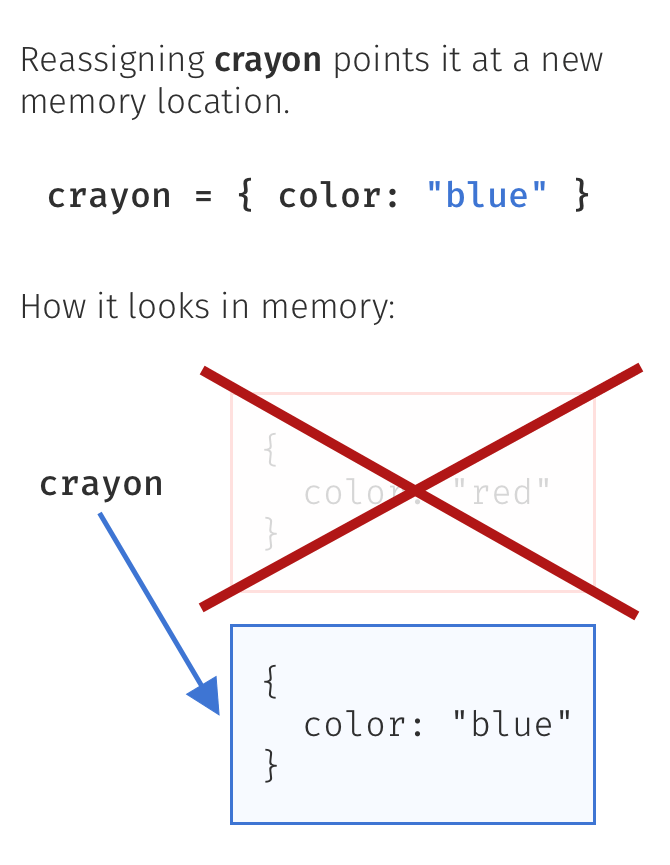 Reassigning crayon points it at a new
memory location.
crayon = { color: "blue" }
How it looks in memory:
{
color: "red"
}
crayon
{
color: "blue"
}